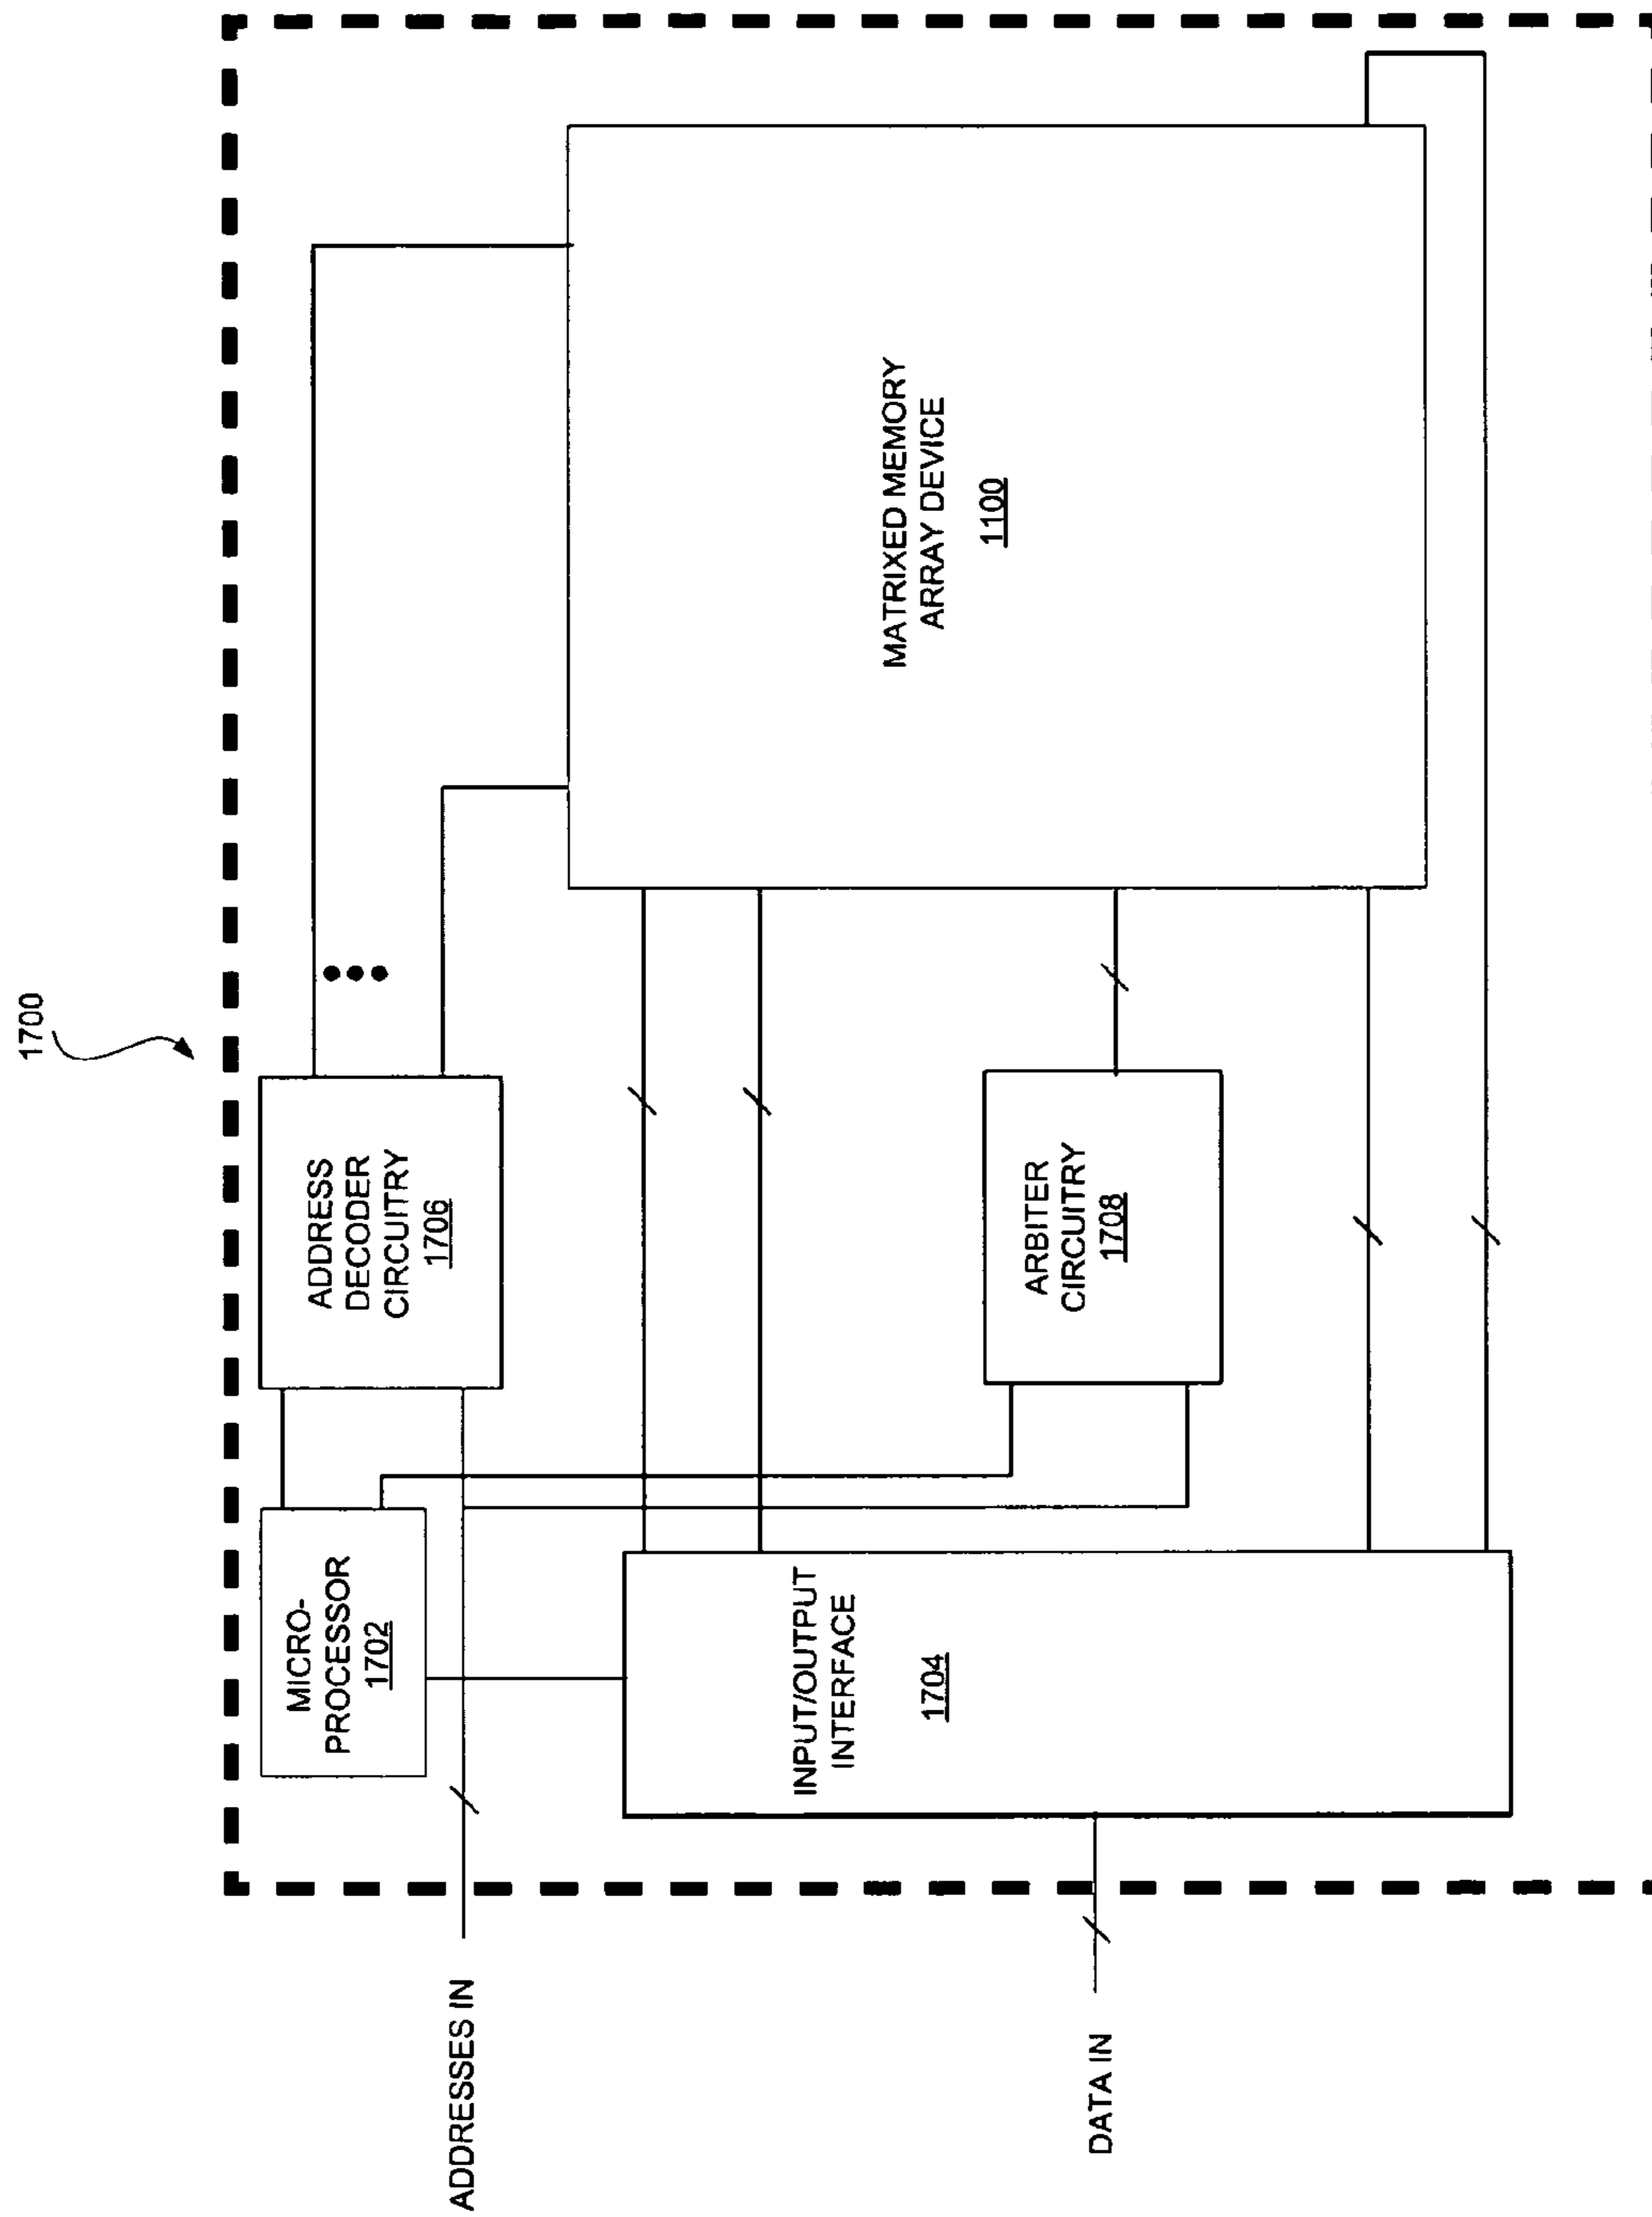 1700
MICRO-
PROCESSOR
1702
ADDRESS
DECODER
CIRCUITRY
1706
ADDRESSES IN
INPUT/OUTPUT
INTERFACE
1704
MATRIXED MEMORY
ARRAY DEVICE
1100
ARBITER
CIRCUITRY
1708
DATA IN